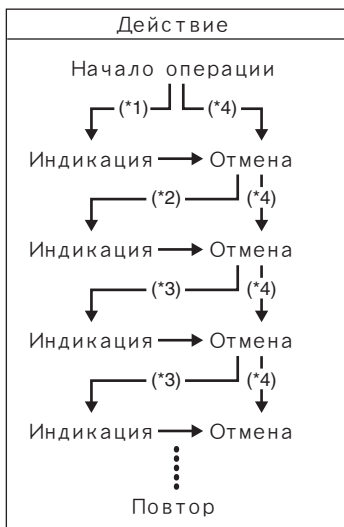 Действие
Начало операции
(*1) (*4)
Индикация Отмена
(*2) (*4)
Индикация Отмена
(*3) (*4)
Индикация Отмена
(*3) (*4)
Индикация Отмена
Повтор